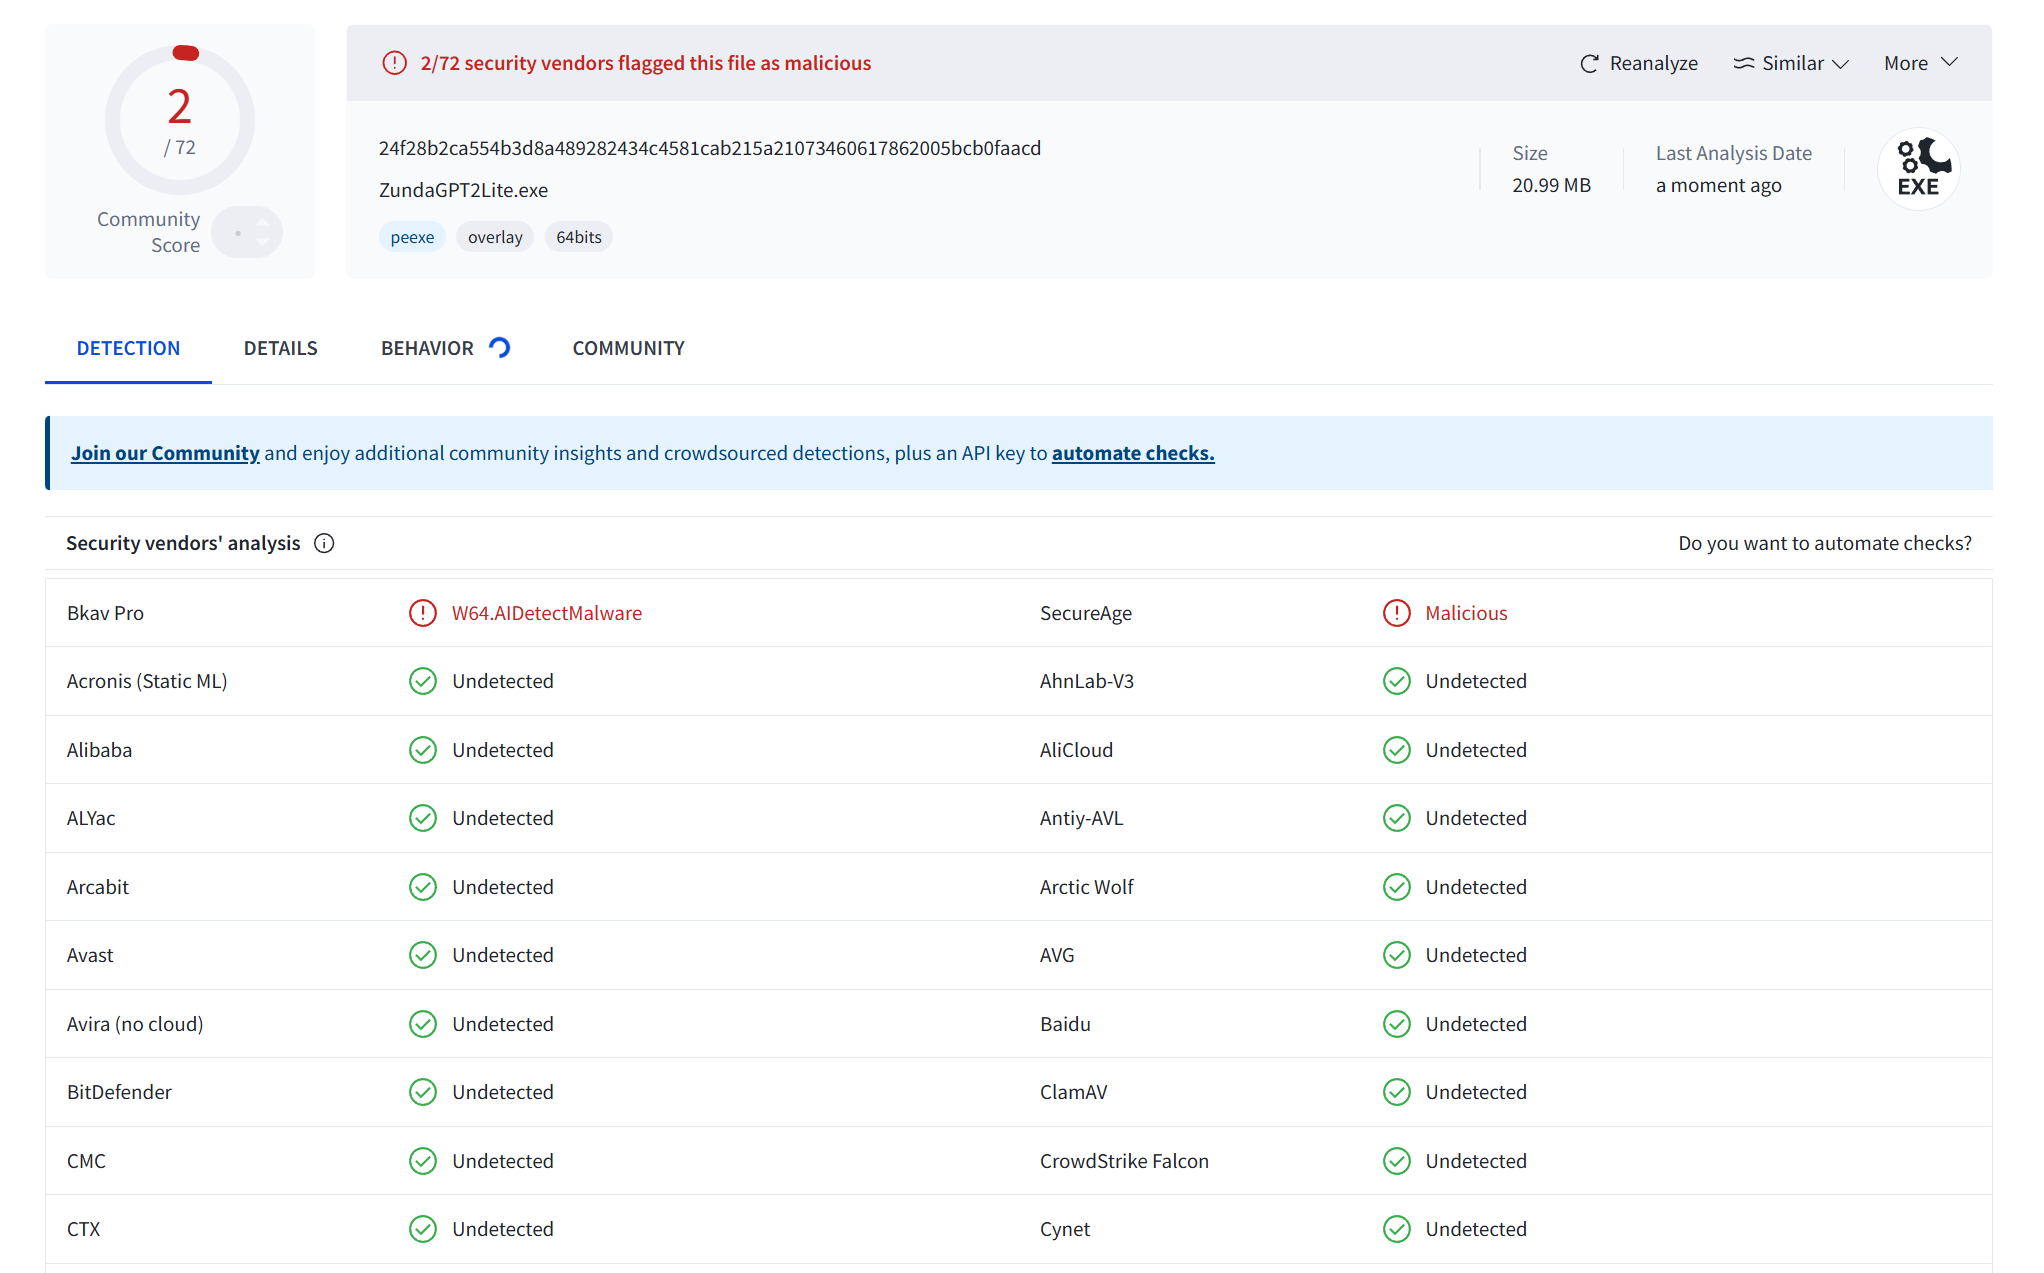 2
/ 72
Community
Score
2/72 security vendors flagged this file as malicious
Reanalyze
Similar
More
24f28b2ca554b3d8a489282434c4581cab215a21073460617862005bcb0faacd
ZundaGPT2Lite.exe
peexe
overlay
64bits
Size
20.99 MB
Last Analysis Date
a moment ago
EXE
DETECTION
DETAILS
BEHAVIOR
COMMUNITY
Join our Community and enjoy additional community insights and crowdsourced detections, plus an API key to automate checks.
Security vendors' analysis
Do you want to automate checks?
Bkav Pro
W64.AIDetectMalware
SecureAge
Malicious
Acronis (Static ML)
Undetected
AhnLab-V3
Undetected
Alibaba
Undetected
AliCloud
Undetected
ALYac
Undetected
Antiy-AVL
Undetected
Arcabit
Undetected
Arctic Wolf
Undetected
Avast
Undetected
AVG
Undetected
Avira (no cloud)
Undetected
Baidu
Undetected
BitDefender
Undetected
ClamAV
Undetected
CMC
Undetected
CrowdStrike Falcon
Undetected
CTX
Undetected
Cynet
Undetected